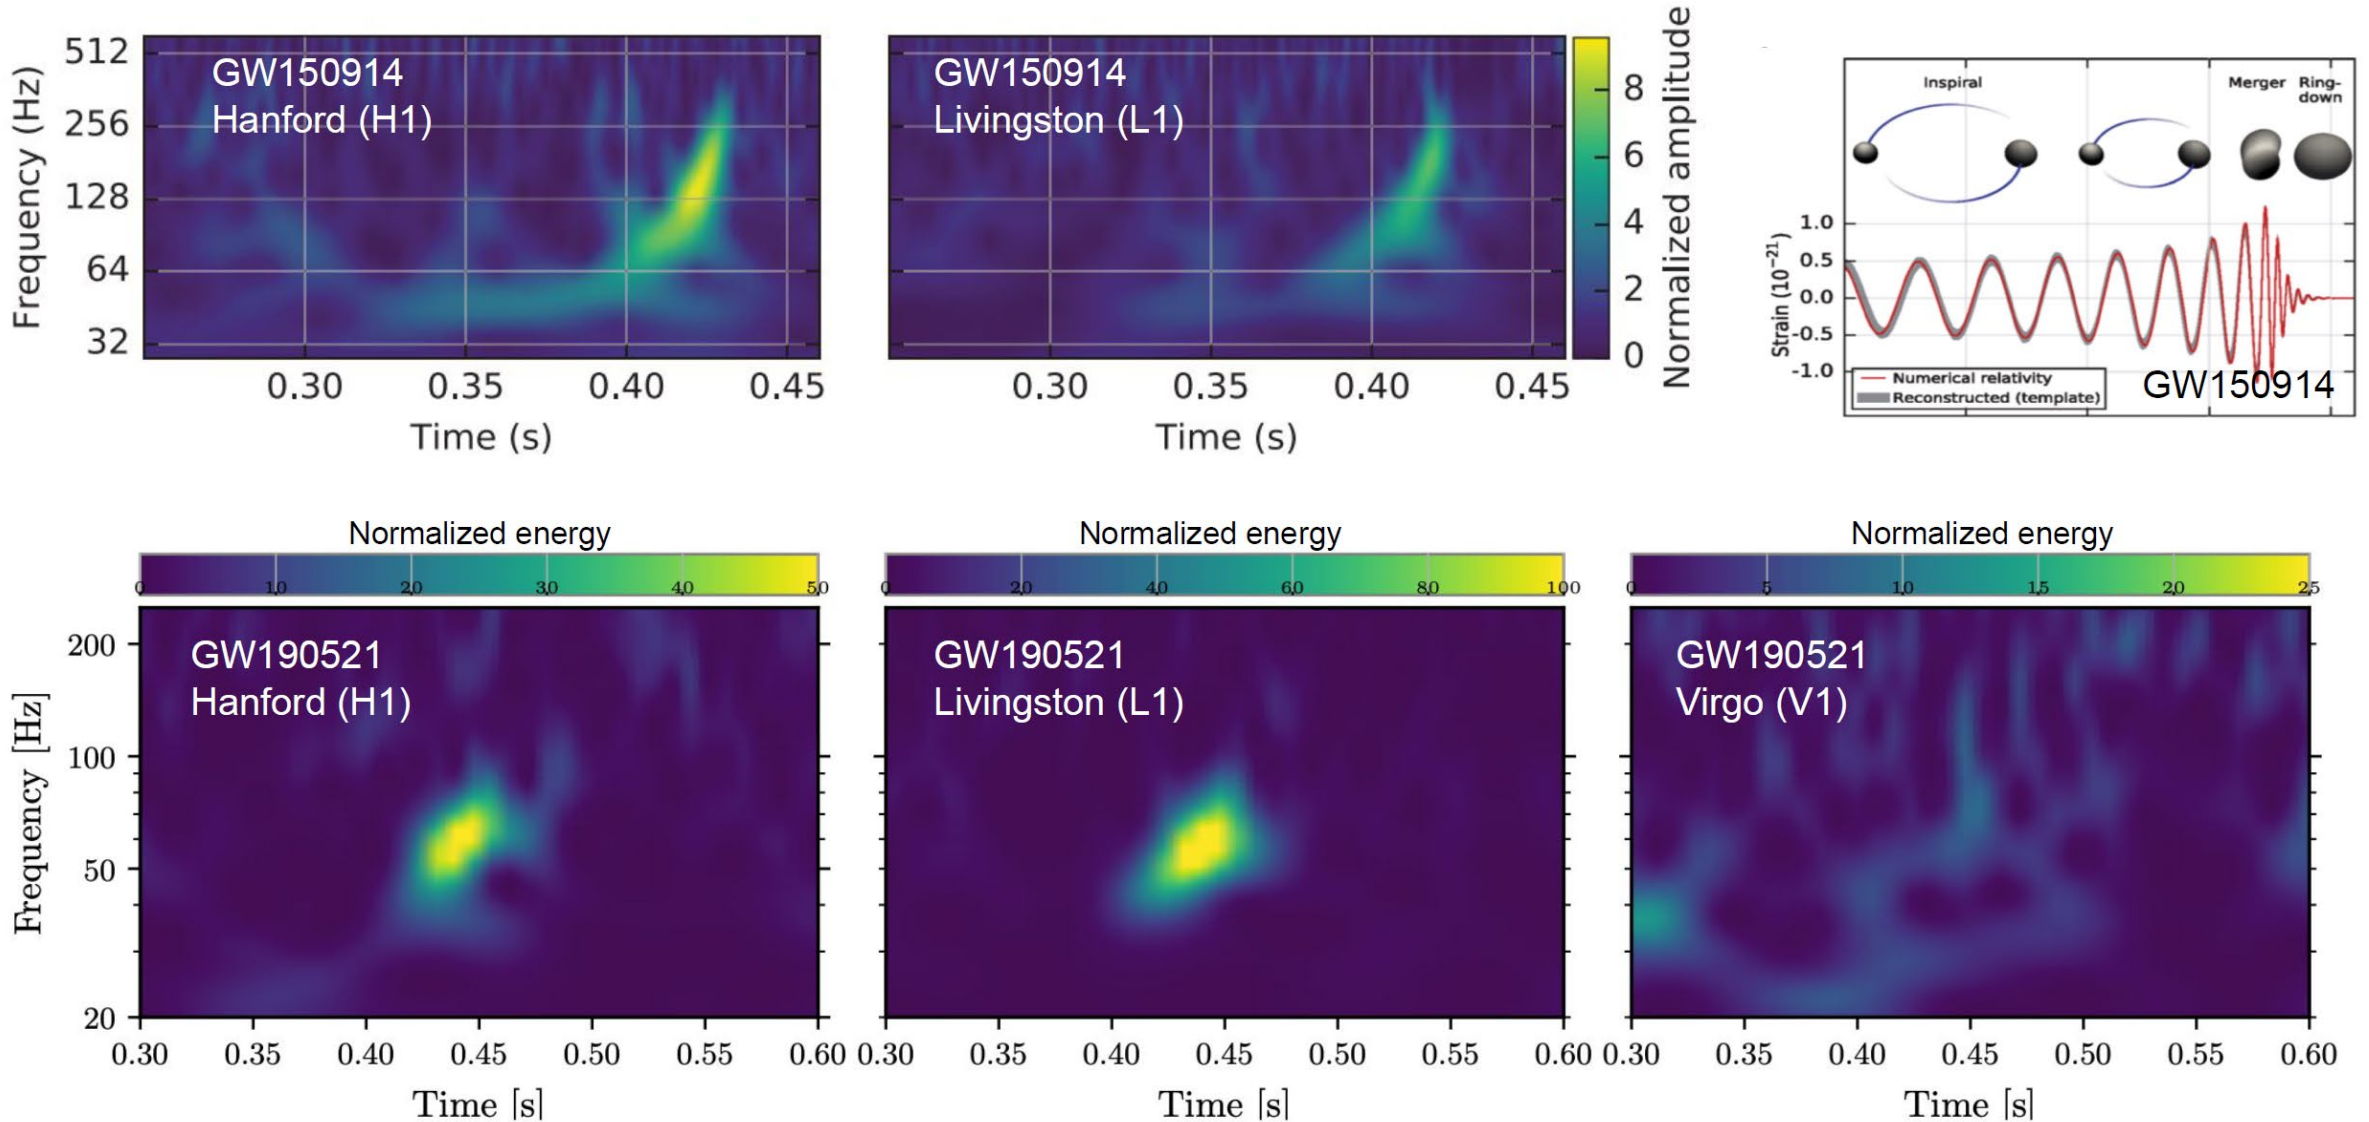 512
256
128
64
32
Frequency (Hz)
GW150914
Hanford (H1)
0.30 0.35 0.40 0.45
Time (s)
GW150914
Livingston (L1)
0.30 0.35 0.40 0.45
Time (s)
8
6
4
2
0
Normalized amplitude
Inspiral
Merger Ring-
down
1.0
0.5
0.0
-0.5
-1.0
Strain (10⁻²¹)
Numerical relativity
Reconstructed (template)
GW150914
Normalized energy
0 10 20 30 40 50
GW190521
Hanford (H1)
200
100
50
20
Frequency [Hz]
0.30 0.35 0.40 0.45 0.50 0.55 0.60
Time [s]
Normalized energy
0 20 40 60 80 100
GW190521
Livingston (L1)
0.30 0.35 0.40 0.45 0.50 0.55 0.60
Time [s]
Normalized energy
0 5 10 15 20 25
GW190521
Virgo (V1)
0.30 0.35 0.40 0.45 0.50 0.55 0.60
Time [s]